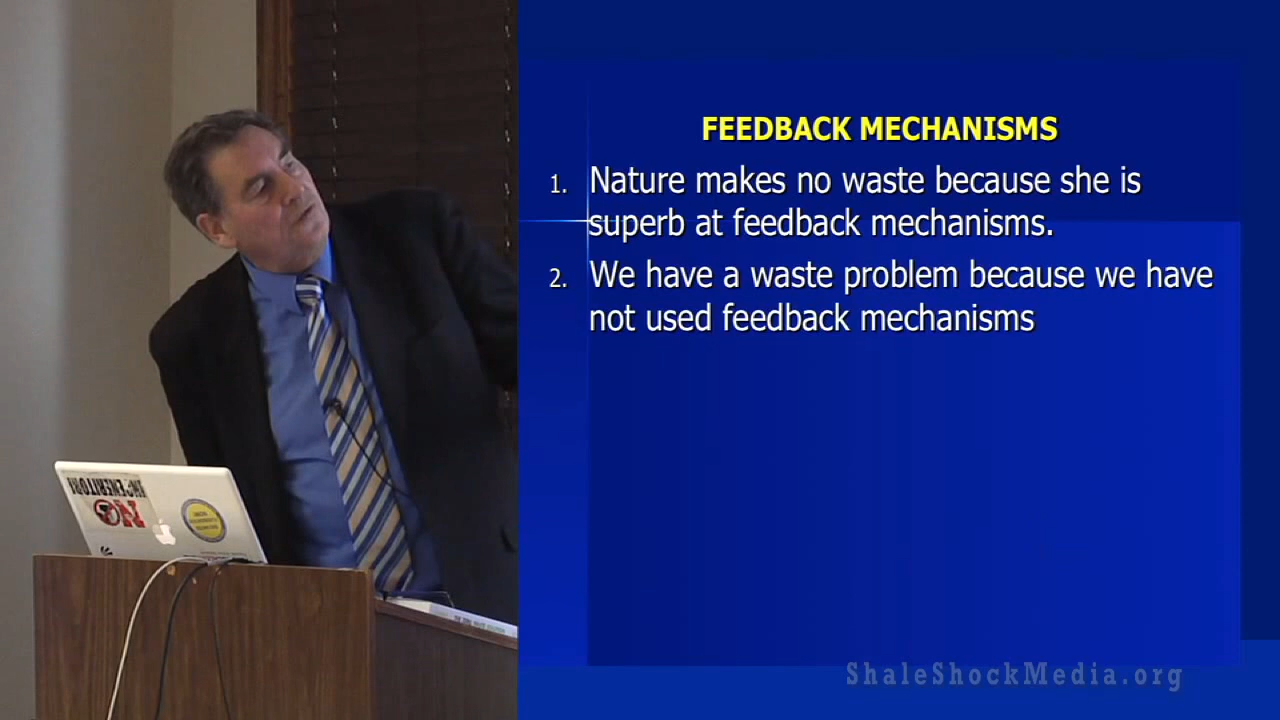 FEEDBACK MECHANISMS
1. Nature makes no waste because she is
superb at feedback mechanisms.
2. We have a waste problem because we have
not used feedback mechanisms
ShaleShockMedia.org